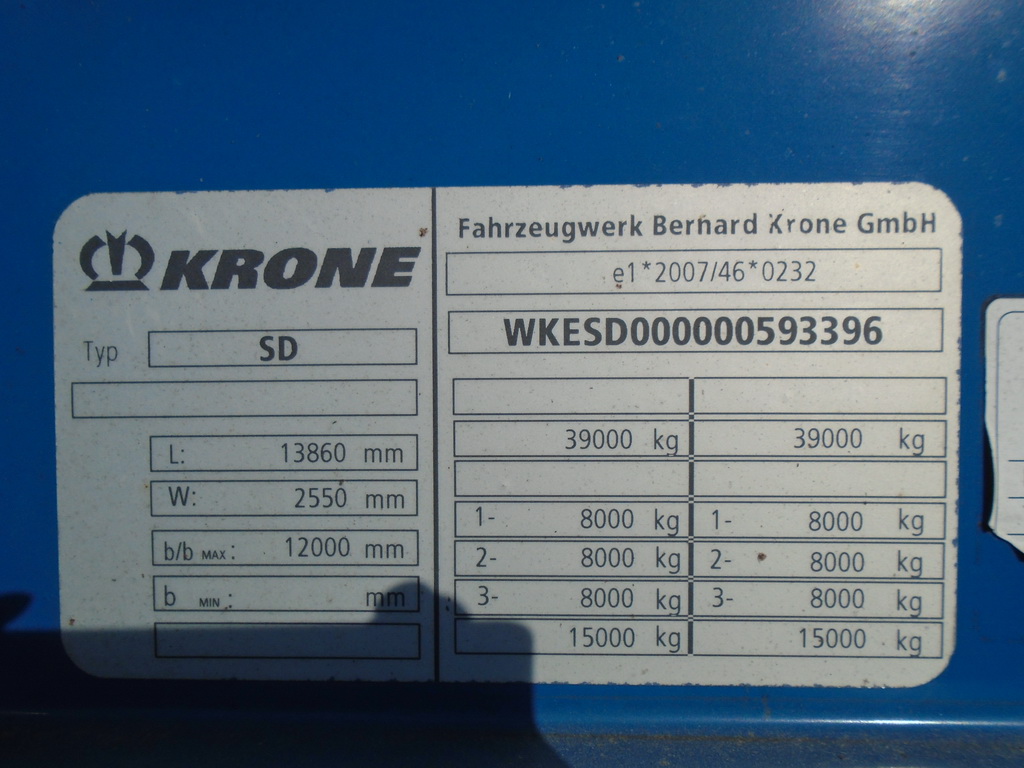 KRONE
Typ SD
L: 13860 mm
W: 2550 mm
b/b MAX: 12000 mm
b MIN: mm
Fahrzeugwerk Bernard Krone GmbH
e1*2007/46*0232
WKESD000000593396
39000 kg 39000 kg
1- 8000 kg 1- 8000 kg
2- 8000 kg 2- 8000 kg
3- 8000 kg 3- 8000 kg
15000 kg 15000 kg